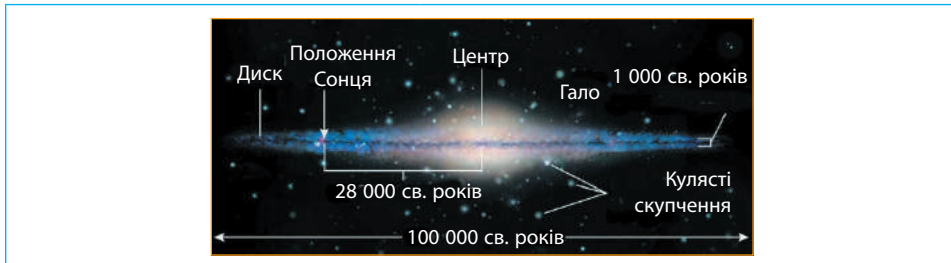 Положення
Сонця
Диск
Центр
Гало
1 000 св. років
28 000 св. років
Кулясті
скупчення
100 000 св. років